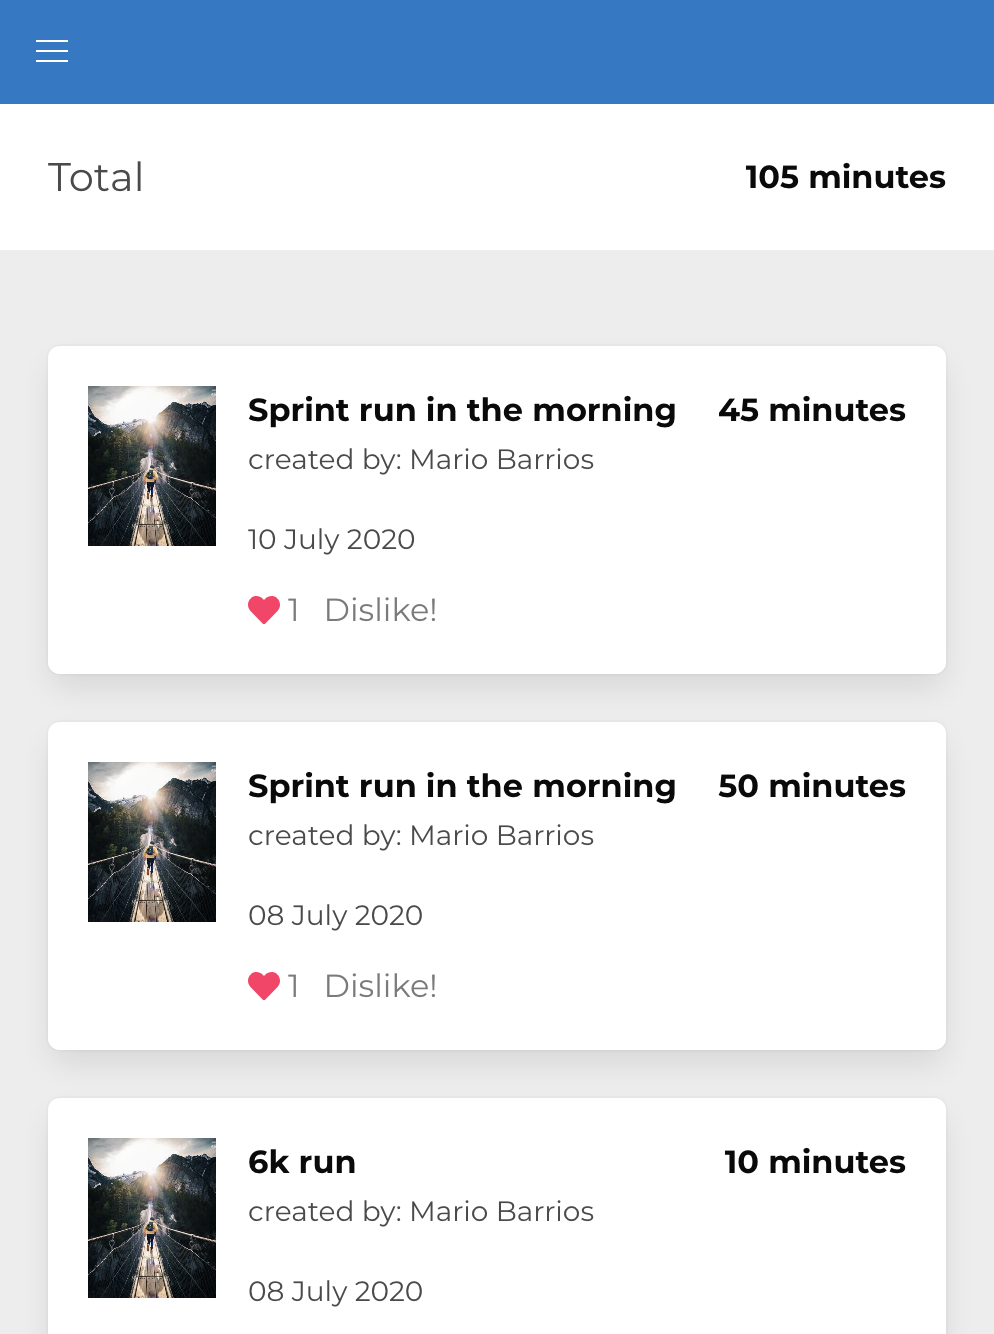 Total 105 minutes
Sprint run in the morning 45 minutes
created by: Mario Barrios
10 July 2020
1 Dislike!
Sprint run in the morning 50 minutes
created by: Mario Barrios
08 July 2020
1 Dislike!
6k run 10 minutes
created by: Mario Barrios
08 July 2020